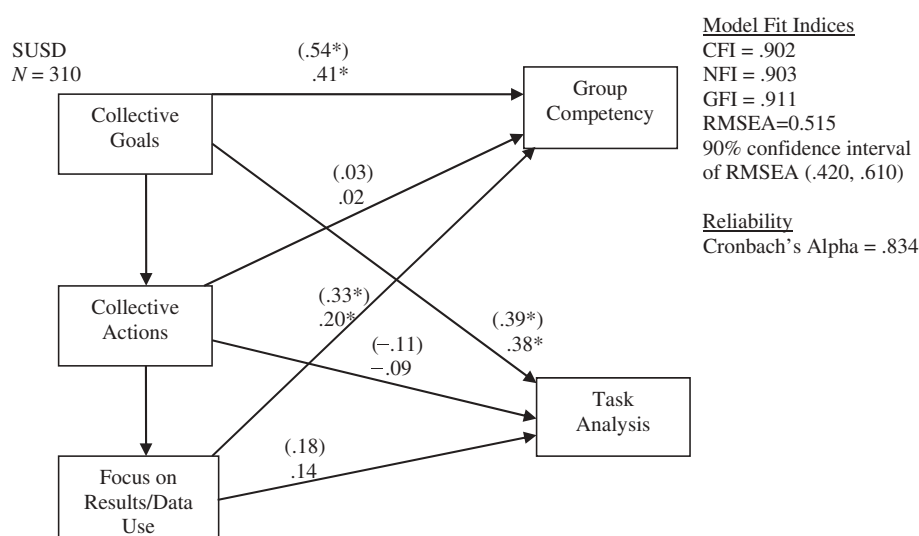 SUSD
N = 310
Collective
Goals
Collective
Actions
Focus on
Results/Data
Use
(.54*)
.41*
(.03)
.02
(.33*)
.20*
(−.11)
−.09
(.18)
.14
(.39*)
.38*
Group
Competency
Task
Analysis
Model Fit Indices
CFI = .902
NFI = .903
GFI = .911
RMSEA=0.515
90% confidence interval
of RMSEA (.420, .610)
Reliability
Cronbach’s Alpha = .834